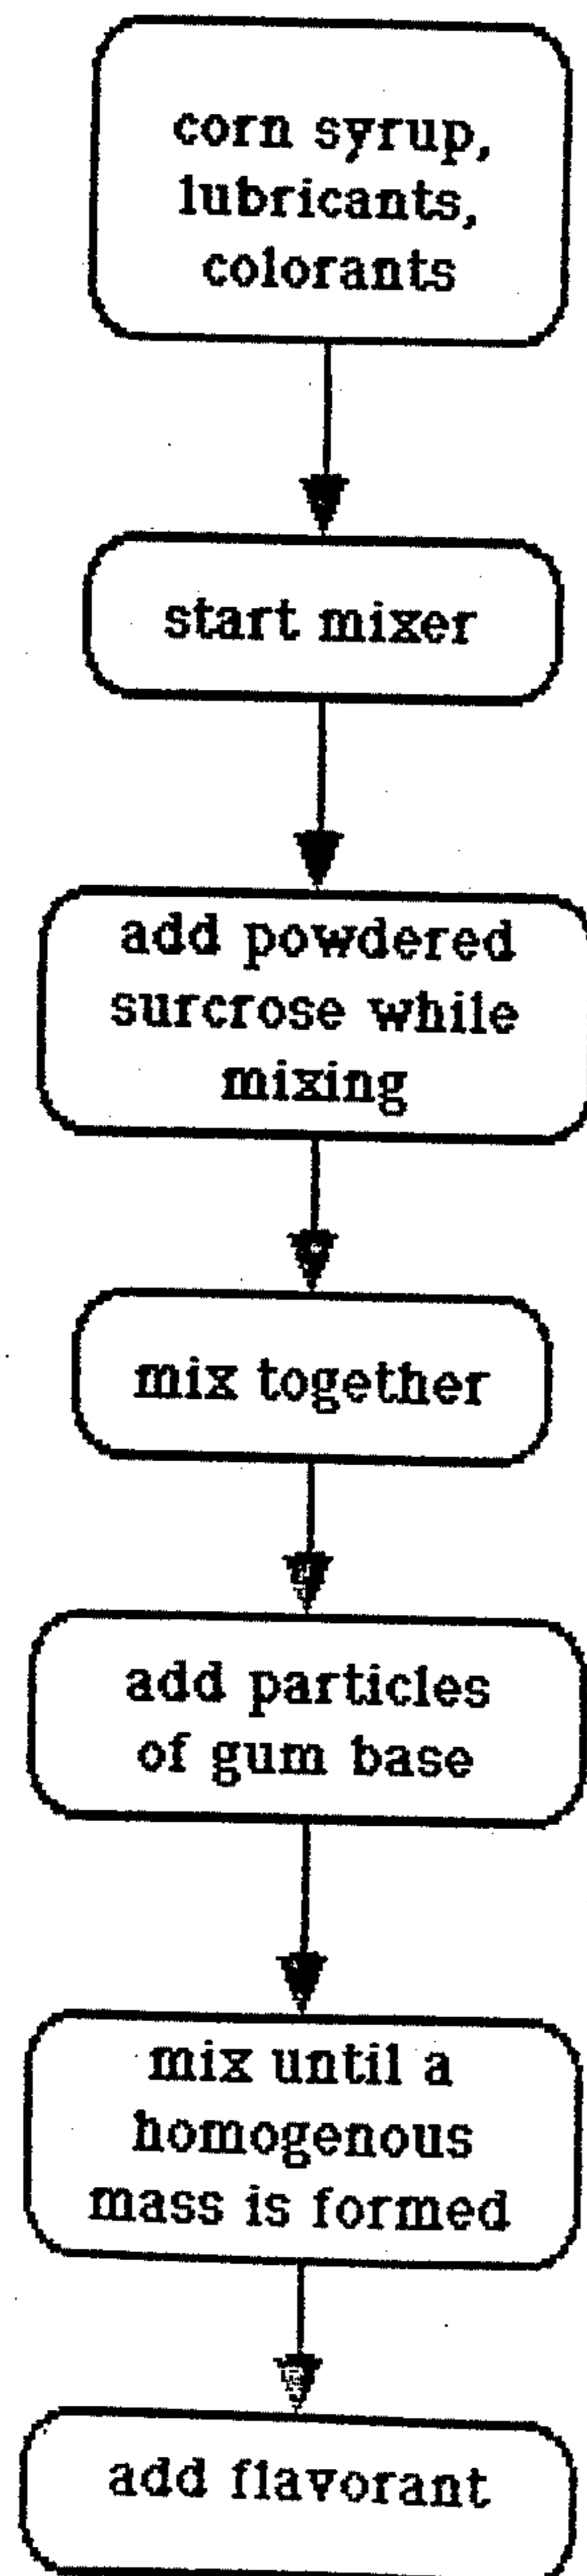 corn syrup,
lubricants,
colorants
start mixer
add powdered
surcrose while
mixing
mix together
add particles
of gum base
mix until a
homogenous
mass is formed
add flavorant